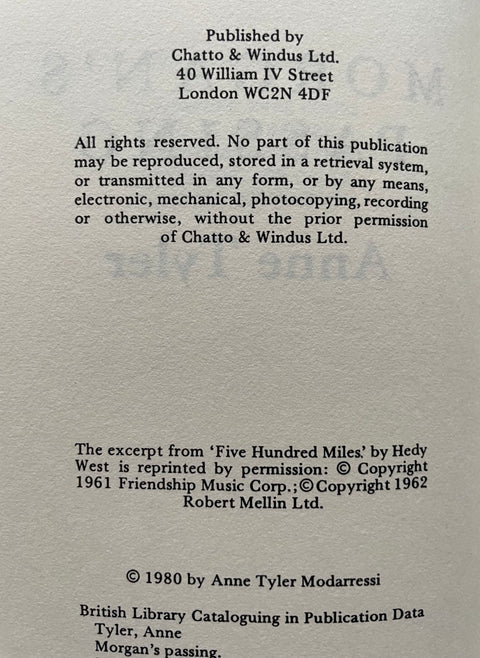 Published by
Chatto & Windus Ltd.
40 William IV Street
London WC2N 4DF
All rights reserved. No part of this publication
may be reproduced, stored in a retrieval system,
or transmitted in any form, or by any means,
electronic, mechanical, photocopying, recording
or otherwise, without the prior permission
of Chatto & Windus Ltd.
Anne Tyler
The excerpt from ‘Five Hundred Miles.’ by Hedy
West is reprinted by permission: © Copyright
1961 Friendship Music Corp.; © Copyright 1962
Robert Mellin Ltd.
© 1980 by Anne Tyler Modarressi
British Library Cataloguing in Publication Data
Tyler, Anne
Morgan's passing.